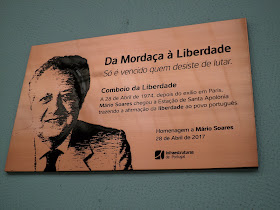 Da Mordaça à Liberdade
Só é vencido quem desiste de lutar.
Comboio da Liberdade
A 28 de Abril de 1974, depois do exílio em Paris,
Mário Soares chegou à Estação de Santa Apolónia
trazendo a afirmação da liberdade ao povo português.
Homenagem a Mário Soares
28 de Abril de 2017
Infraestruturas
de Portugal